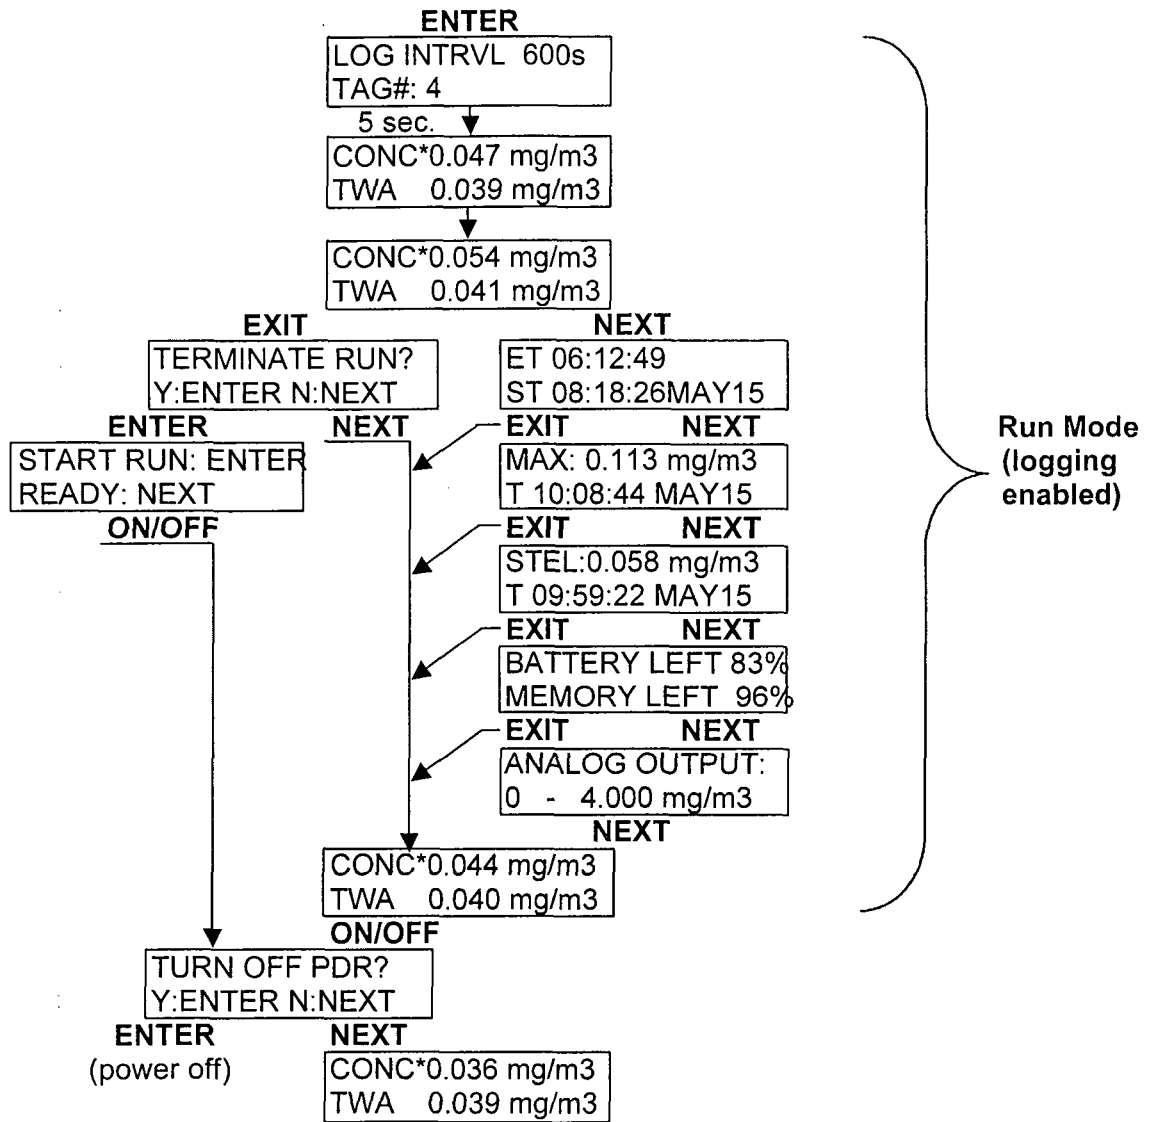 ENTER
LOG INTRVL 600s
TAG#: 4
5 sec.
CONC*0.047 mg/m3
TWA 0.039 mg/m3
CONC*0.054 mg/m3
TWA 0.041 mg/m3
EXIT NEXT
TERMINATE RUN?
Y:ENTER N:NEXT
ET 06:12:49
ST 08:18:26MAY15
ENTER NEXT
START RUN: ENTER
READY: NEXT
ON/OFF
EXIT NEXT
MAX: 0.113 mg/m3
T 10:08:44 MAY15
EXIT NEXT
STEL:0.058 mg/m3
T 09:59:22 MAY15
EXIT NEXT
BATTERY LEFT 83%
MEMORY LEFT 96%
EXIT NEXT
ANALOG OUTPUT:
0 - 4.000 mg/m3
NEXT
CONC*0.044 mg/m3
TWA 0.040 mg/m3
ON/OFF
TURN OFF PDR?
Y:ENTER N:NEXT
ENTER NEXT
(power off)
CONC*0.036 mg/m3
TWA 0.039 mg/m3
Run Mode
(logging
enabled)